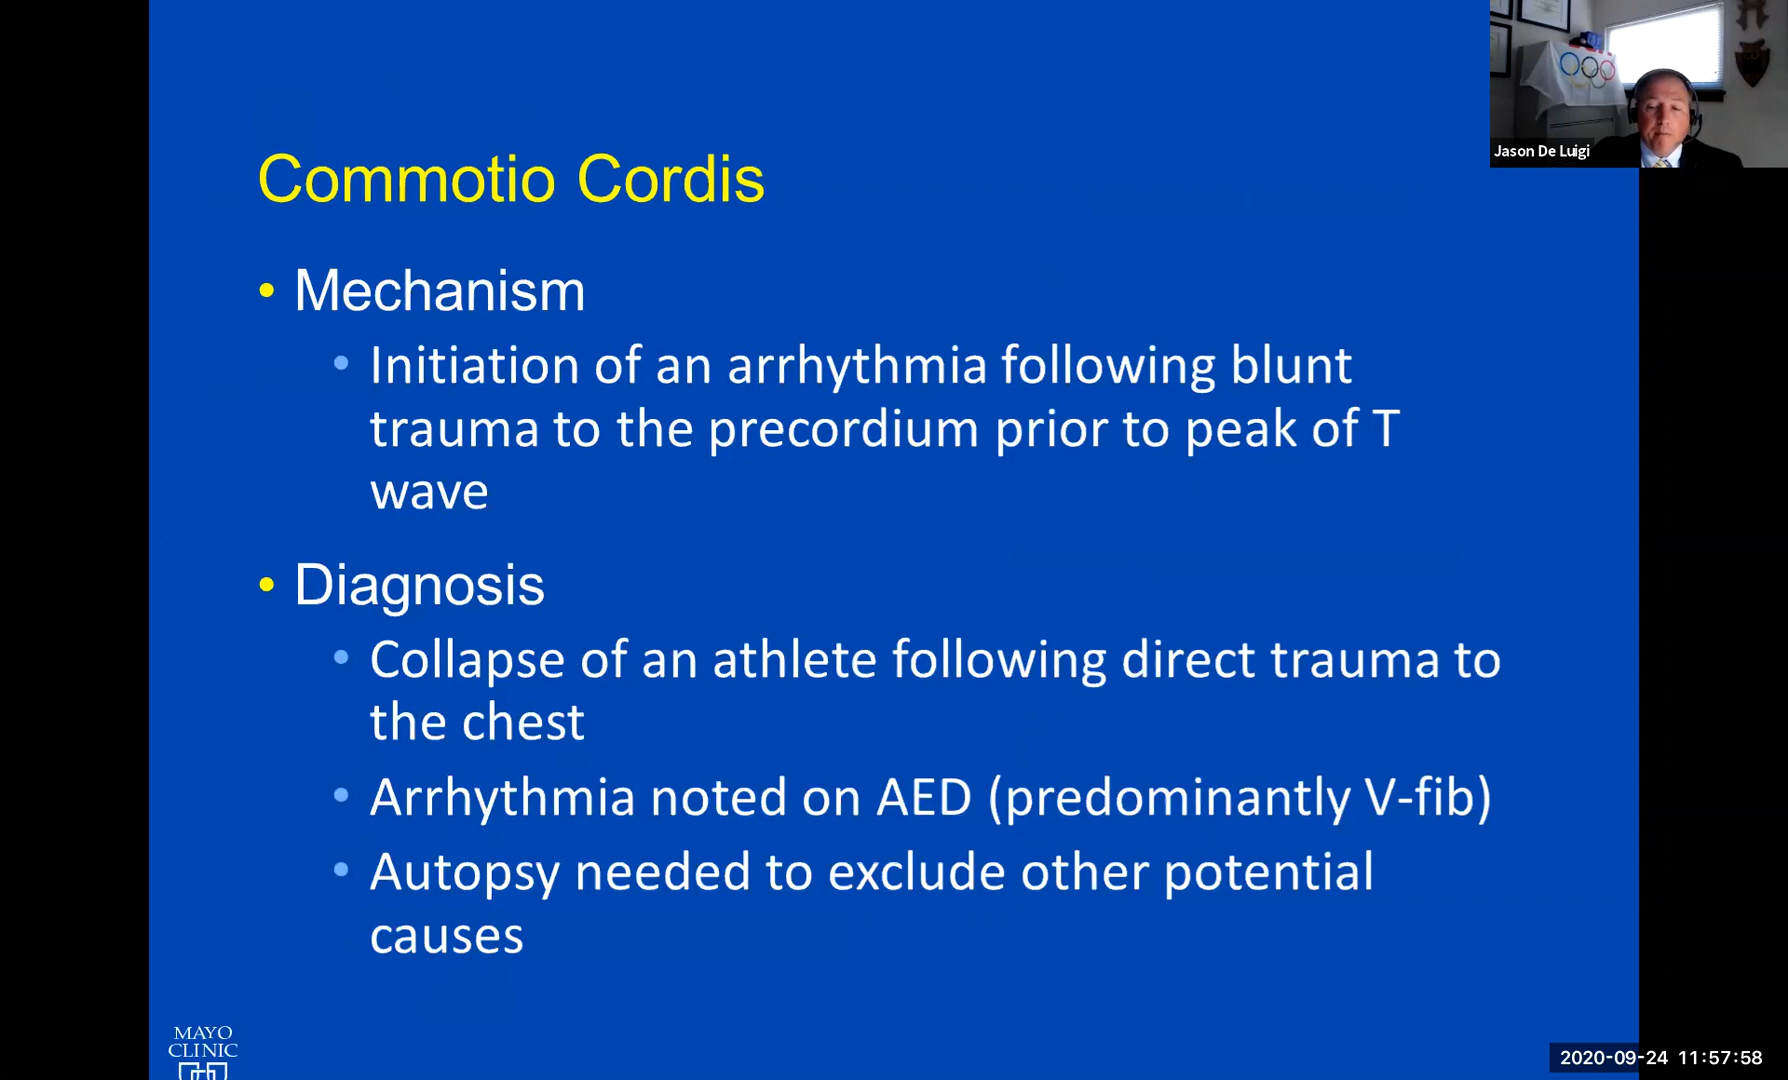 Jason De Luigi
Commotio Cordis
• Mechanism
• Initiation of an arrhythmia following blunt
trauma to the precordium prior to peak of T
wave
• Diagnosis
• Collapse of an athlete following direct trauma to
the chest
• Arrhythmia noted on AED (predominantly V-fib)
• Autopsy needed to exclude other potential
causes
MAYO
CLINIC
2020-09-24 11:57:58